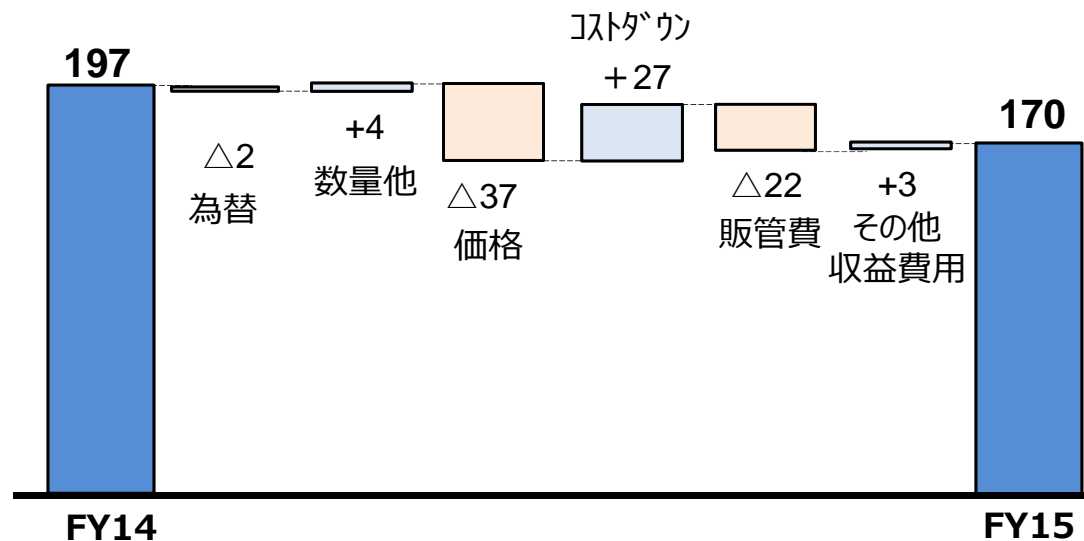 197
△2
為替
+4
数量他
△37
価格
ｺｽﾄﾀﾞｳﾝ
＋27
△22
販管費
+3
その他
収益費用
170
FY14
FY15